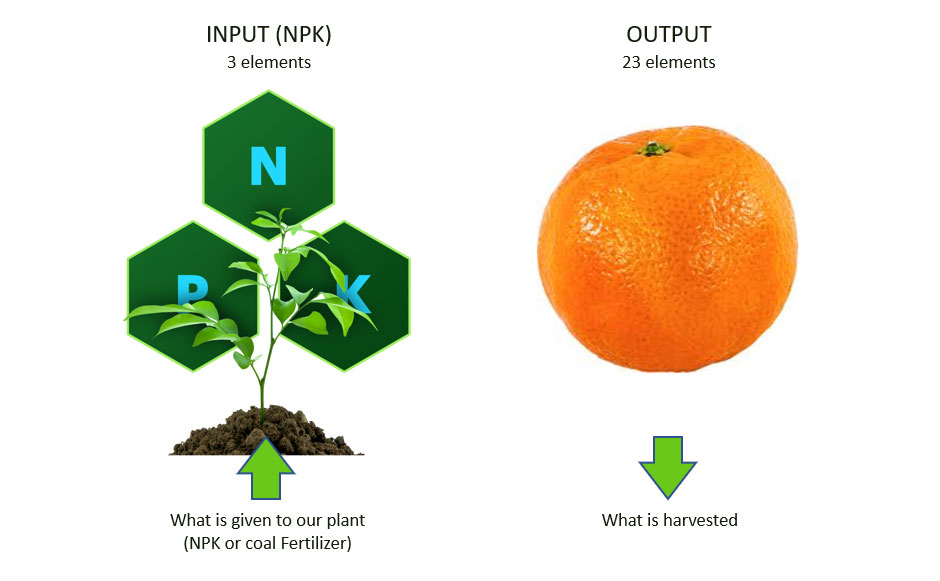 INPUT (NPK)
3 elements
N
P
K
What is given to our plant
(NPK or coal Fertilizer)
OUTPUT
23 elements
What is harvested